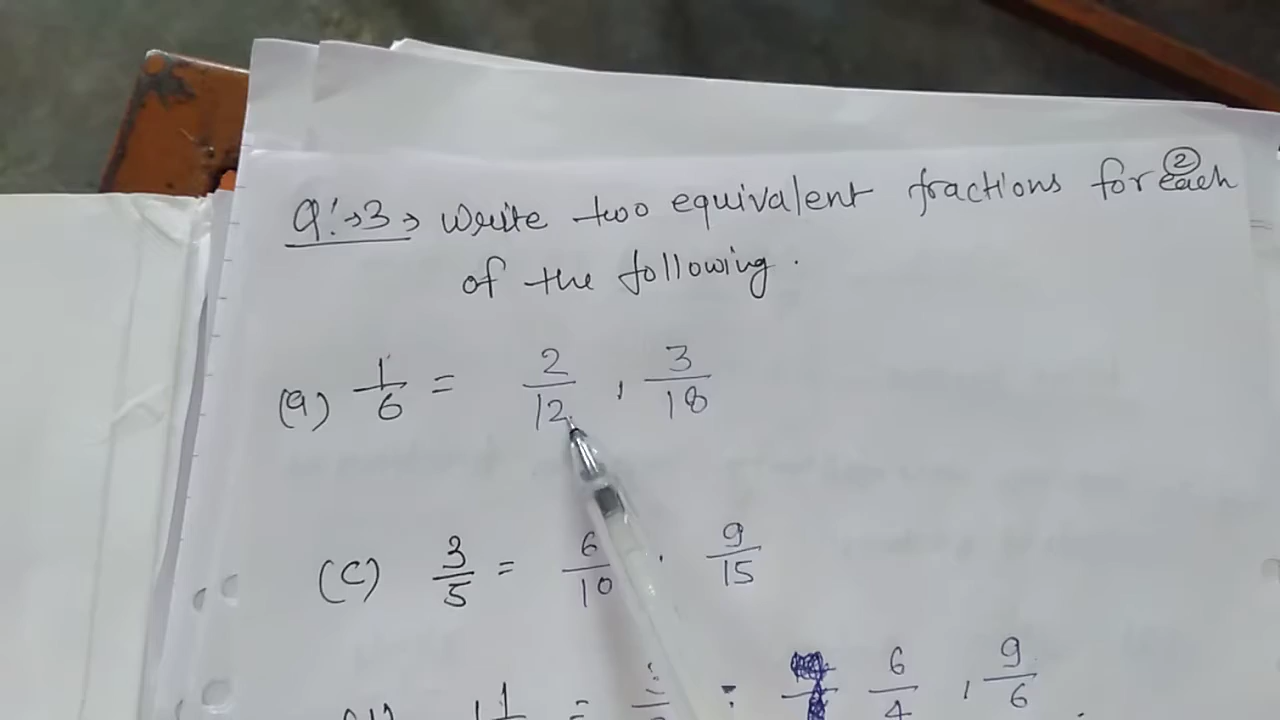 ②
Q:→3→ Write two equivalent fractions for each
of the following.
(a) 1/6 = 2/12, 3/18
(c) 3/5 = 6/10, 9/15
6/4, 9/6